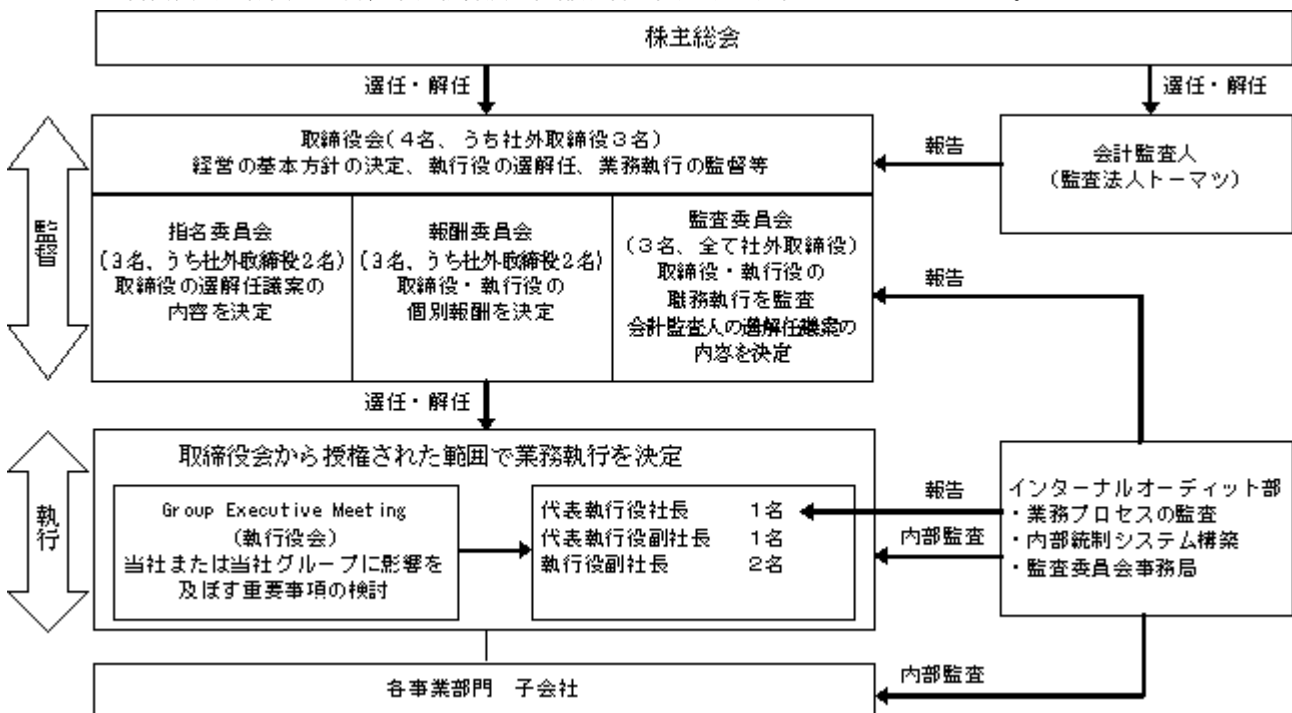 株主総会
選任・解任
選任・解任
取締役会(4名、うち社外取締役3名)
経営の基本方針の決定、執行役の選解任、業務執行の監督等
報告
会計監査人
(監査法人トーマツ)
監督
指名委員会
(3名、うち社外取締役2名)
取締役の選解任議案の
内容を決定
報酬委員会
(3名、うち社外取締役2名)
取締役・執行役の
個別報酬を決定
監査委員会
(3名、全て社外取締役)
取締役・執行役の
職務執行を監査
会計監査人の選解任議案の
内容を決定
報告
選任・解任
執行
取締役会から授権された範囲で業務執行を決定
Group Executive Meeting
(執行役会)
当社または当社グループに影響を
及ぼす重要事項の検討
代表執行役社長 1名
代表執行役副社長 1名
執行役副社長 2名
報告
内部監査
インターナルオーディット部
・業務プロセスの監査
・内部統制システム構築
・監査委員会事務局
各事業部門 子会社
内部監査